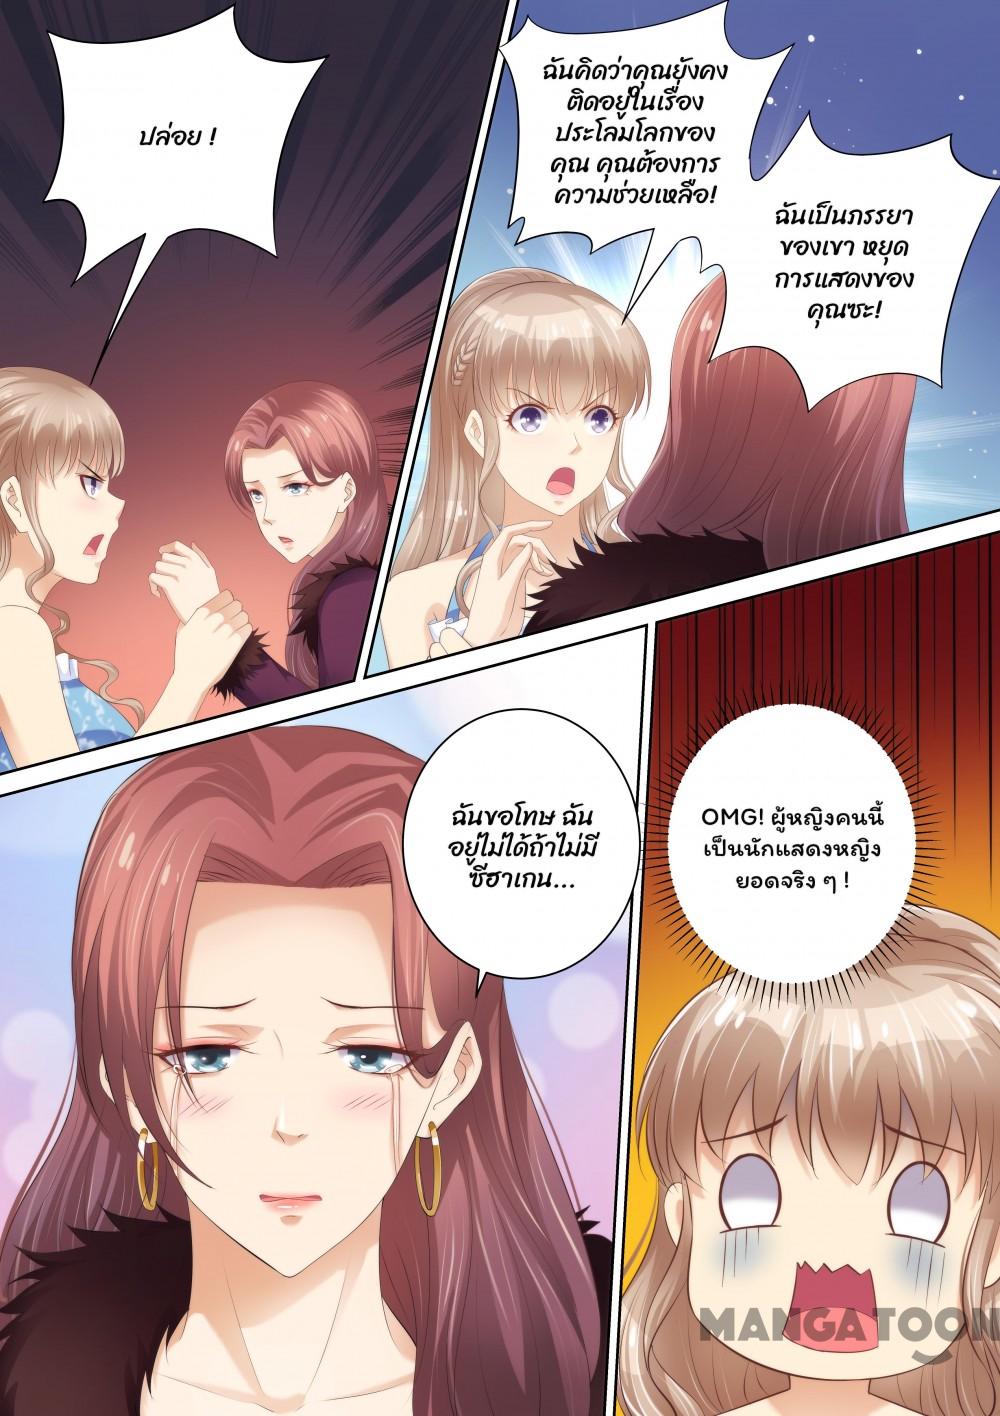 ปล่อย !
ฉันคิดว่าคุณยังคง
ติดอยู่ในเรื่อง
ประโลมโลกของ
คุณ คุณต้องการ
ความช่วยเหลือ!
ฉันเป็นภรรยา
ของเขา หยุด
การแสดงของ
คุณซะ!
ฉันขอโทษ ฉัน
อยู่ไม่ได้ถ้าไม่มี
ซีฮาเกน...
OMG! ผู้หญิงคนนี้
เป็นนักแสดงหญิง
ยอดจริง ๆ !
MANGATOON